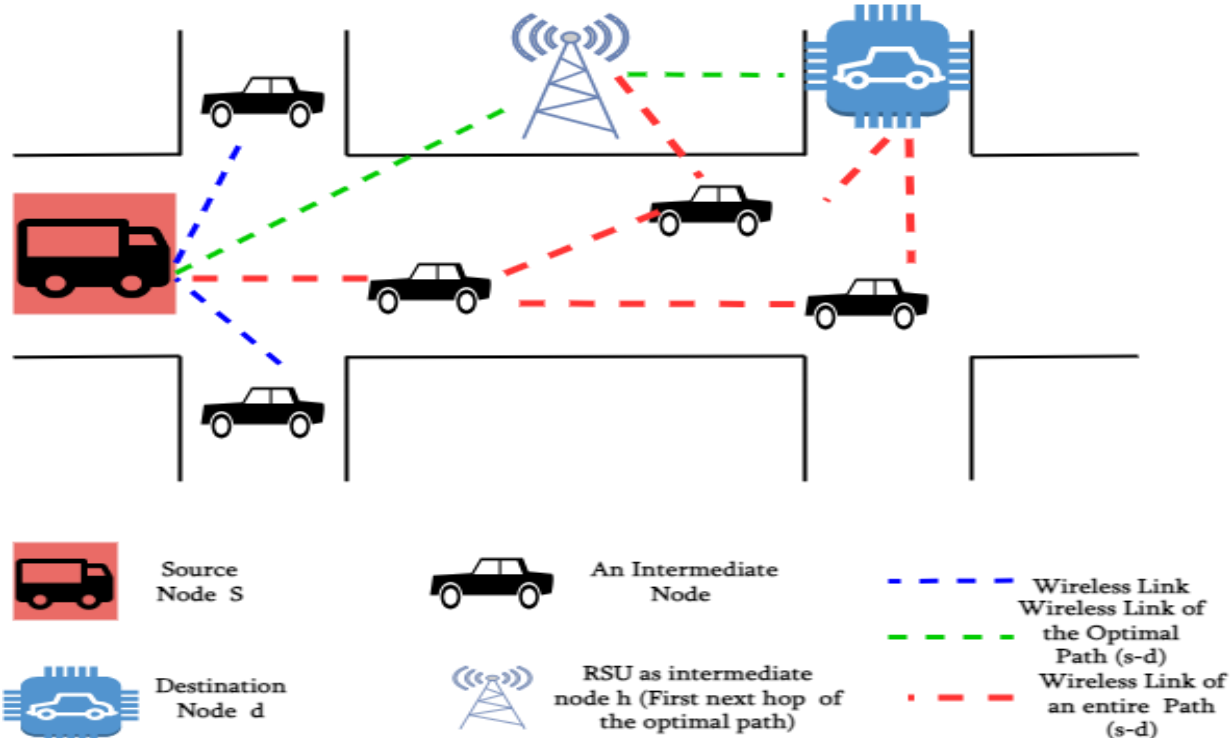 Source
Node S
An Intermediate
Node
Wireless Link
Wireless Link of
the Optimal
Path (s-d)
Destination
Node d
RSU as intermediate
node h (First next hop of
the optimal path)
Wireless Link of
an entire Path
(s-d)